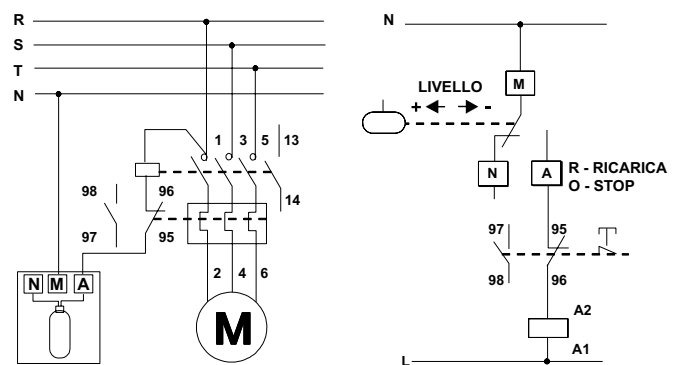 R
S
T
N
1 3 5 13
14
98 96
97 95
2 4 6
N M A
M
N
M
LIVELLO
+ -
N A R - RICARICA
O - STOP
97 95
98 96
A2
A1
L